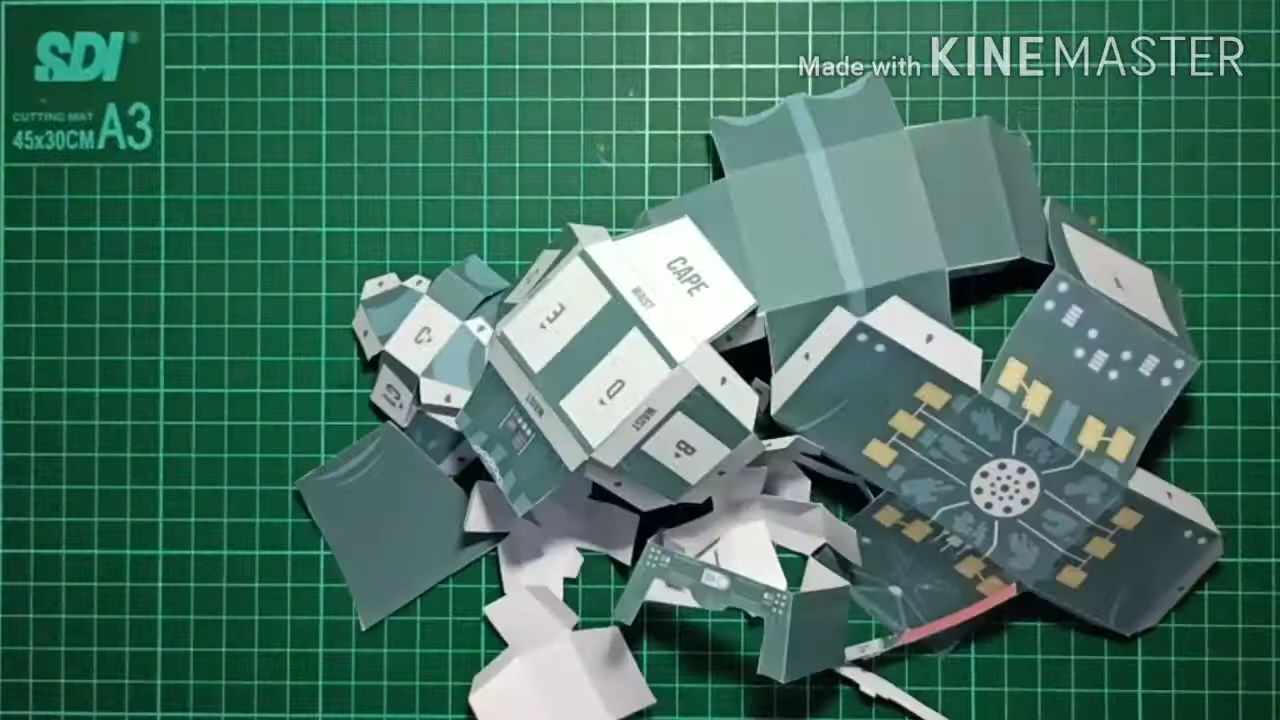 SDI®
CUTTING MAT
45x30CM A3
Made with KINEMASTER
CAPE
WAIST
E
D
C
G
WAIST
B